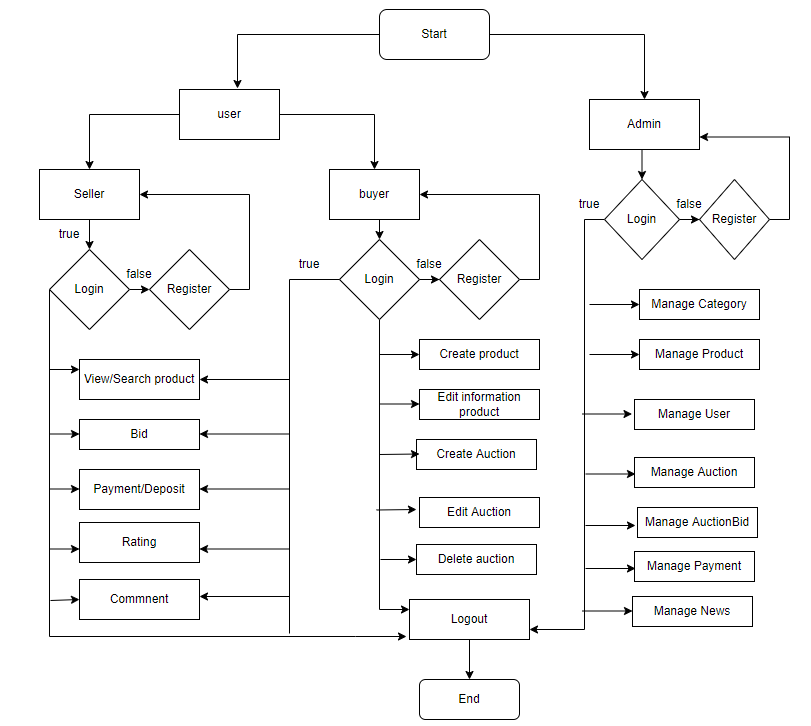 Start
user
Admin
Seller
buyer
true
Login
false
Register
true
Login
false
Register
true
Login
false
Register
View/Search product
Bid
Payment/Deposit
Rating
Commnent
Create product
Edit information
product
Create Auction
Edit Auction
Delete auction
Manage Category
Manage Product
Manage User
Manage Auction
Manage AuctionBid
Manage Payment
Manage News
Logout
End